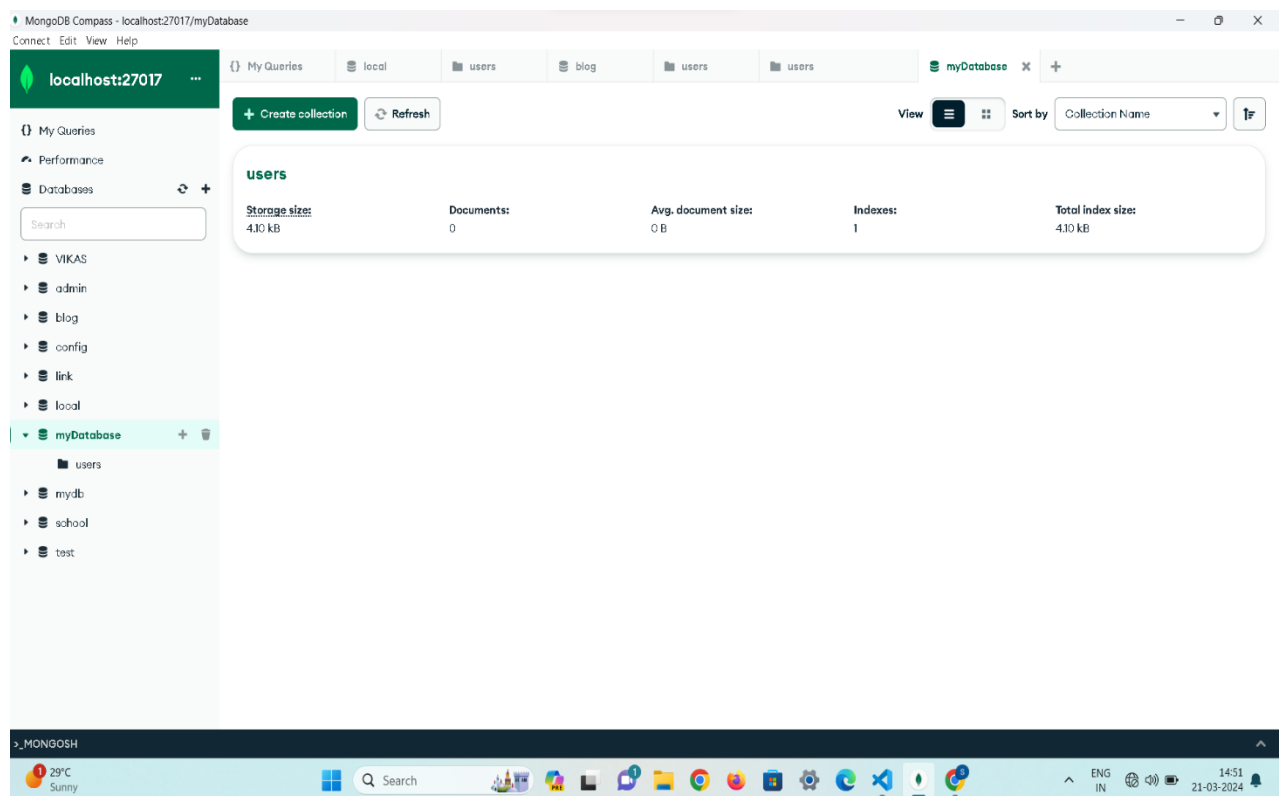 MongoDB Compass - localhost:27017/myDatabase
Connect Edit View Help
localhost:27017 ...
{} My Queries
Performance
Databases
Search
VIKAS
admin
blog
config
link
local
myDatabase
users
mydb
school
test
{} My Queries local users blog users users myDatabase
+ Create collection Refresh View Sort by Collection Name
users
Storage size: Documents: Avg. document size: Indexes: Total index size:
4.10 kB 0 0 B 1 4.10 kB
>_MONGOSH
1 29°C
Sunny
Search
PRE
1
S
ENG
IN
14:51
21-03-2024